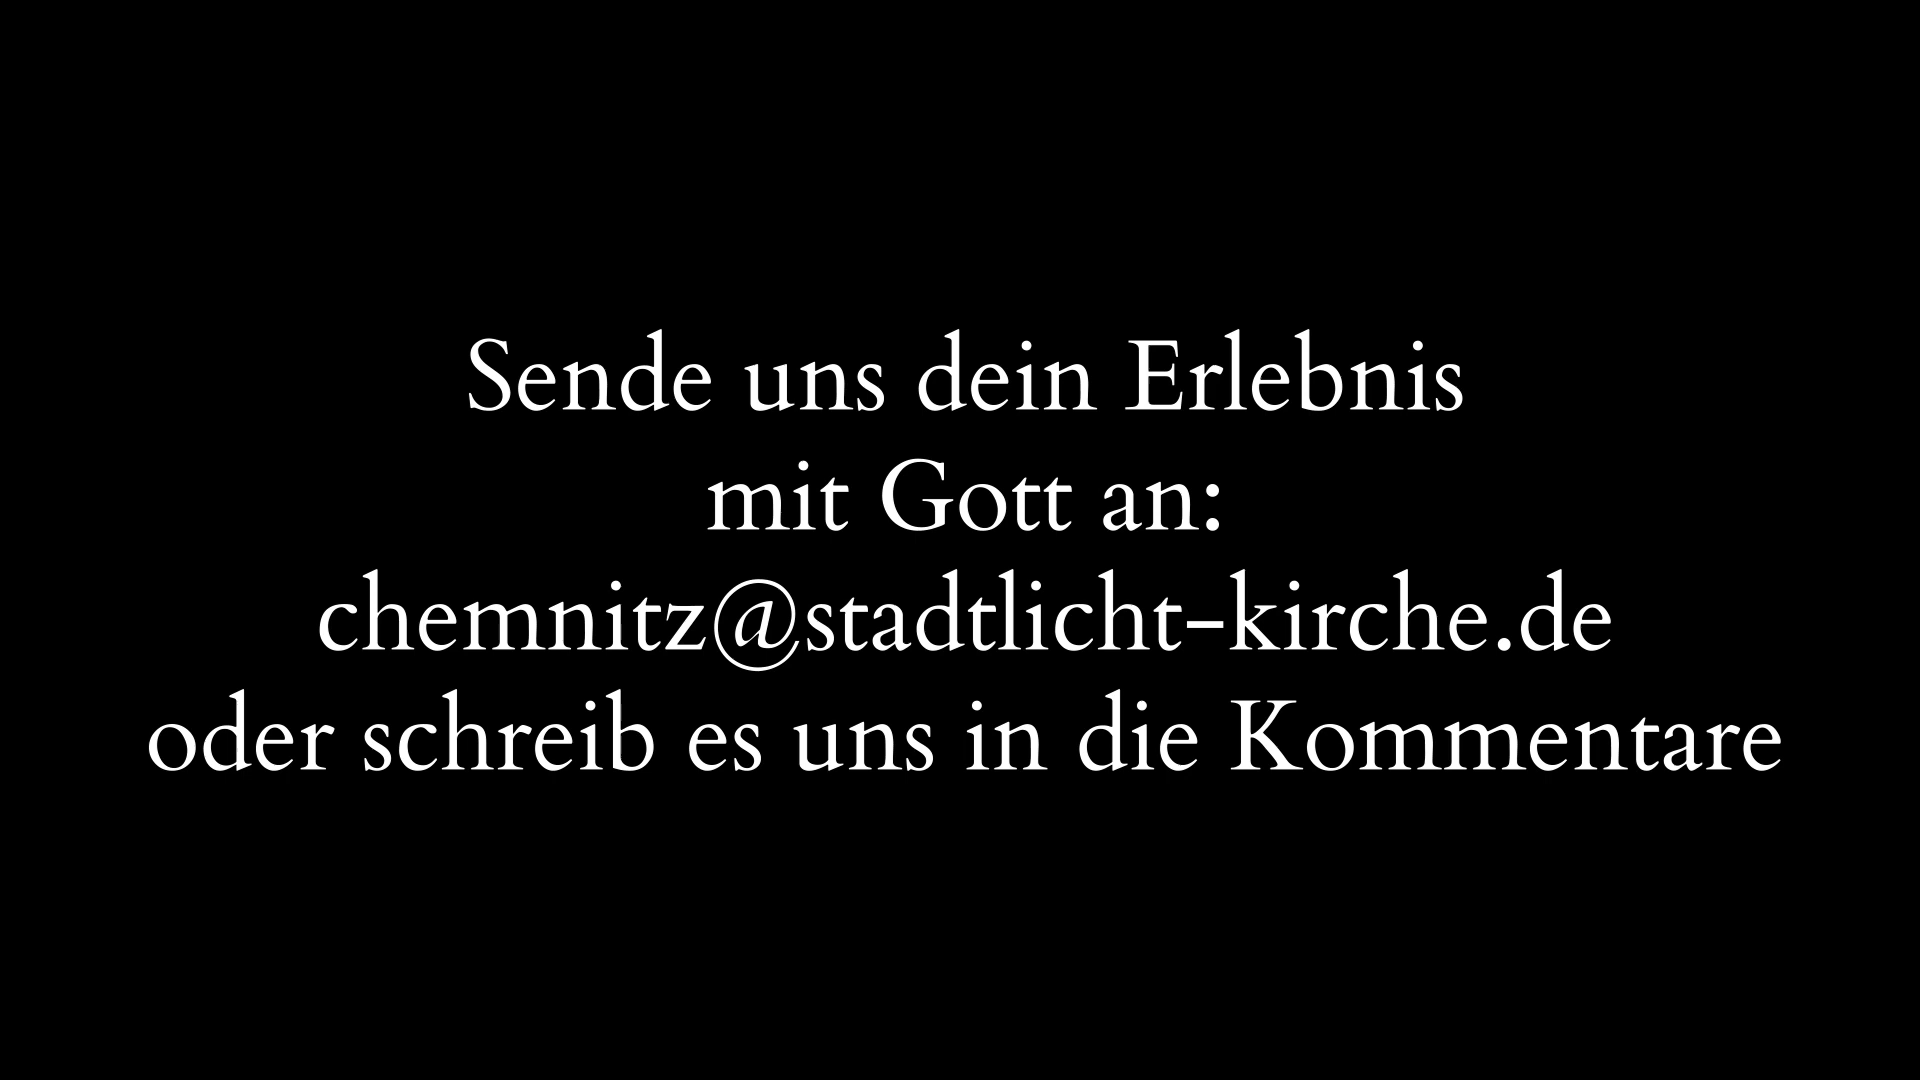 Sende uns dein Erlebnis
mit Gott an:
chemnitz@stadtlicht-kirche.de
oder schreib es uns in die Kommentare